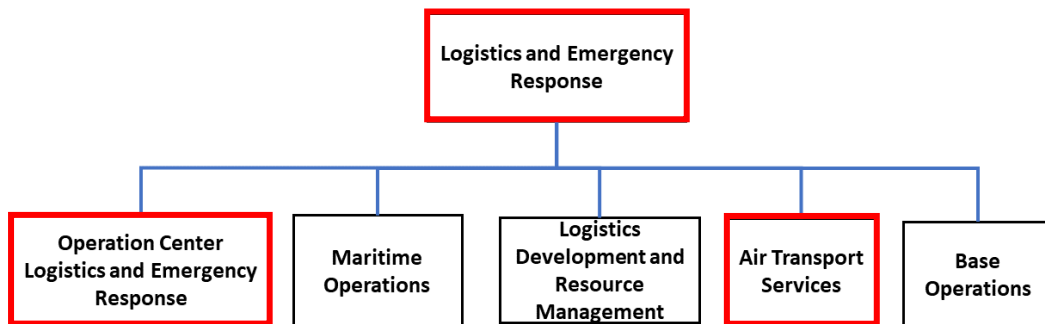 Logistics and Emergency
Response
Operation Center
Logistics and Emergency
Response
Maritime
Operations
Logistics
Development and
Resource
Management
Air Transport
Services
Base
Operations